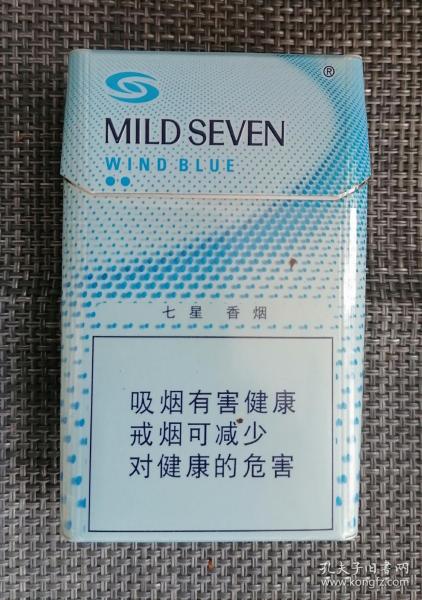 ®
MILD SEVEN
WIND BLUE
七星 香烟
吸烟有害健康
戒烟可减少
对健康的危害
孔夫子旧书网
www.kongfz.com